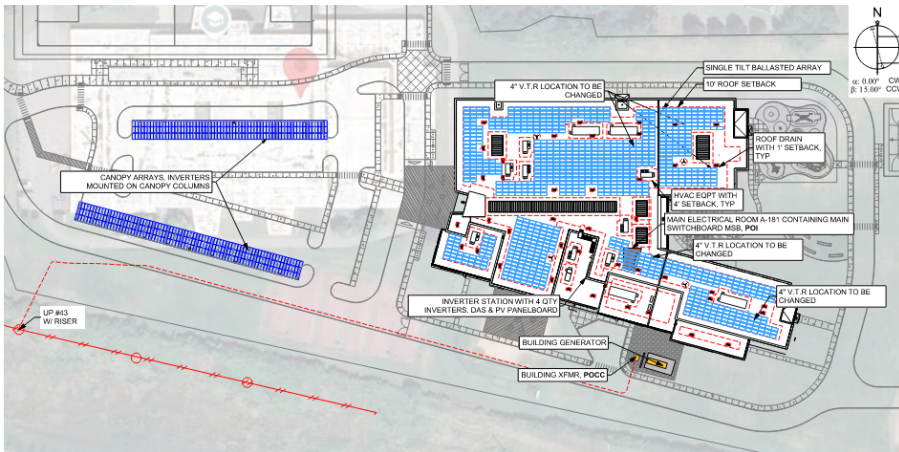 N
α: 0.00°
β: 15.00° CCW
SINGLE TILT BALLASTED ARRAY
10' ROOF SETBACK
4" V.T.R LOCATION TO BE
CHANGED
ROOF DRAIN
WITH 1' SETBACK,
TYP
CANOPY ARRAYS, INVERTERS
MOUNTED ON CANOPY COLUMNS
HVAC EQPT WITH
4' SETBACK, TYP
MAIN ELECTRICAL ROOM A-181 CONTAINING MAIN
SWITCHBOARD MSB, POI
4" V.T.R LOCATION TO BE
CHANGED
4" V.T.R LOCATION TO BE
CHANGED
INVERTER STATION WITH 4 QTY
INVERTERS, DAS & PV PANELBOARD
UP #43
W/ RISER
BUILDING GENERATOR
BUILDING XFMR, POCC